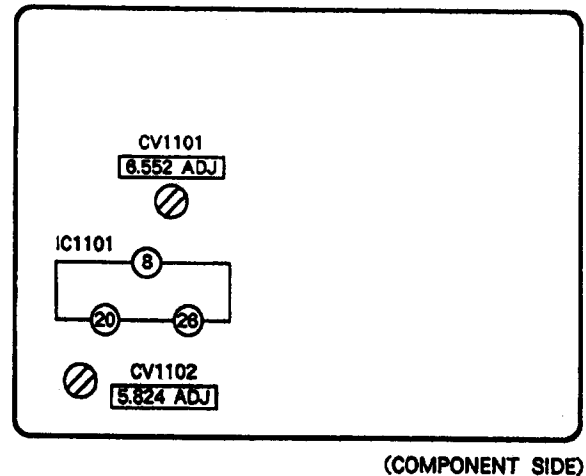 CV1101
6.552 ADJ
IC1101
8
20
26
CV1102
5.824 ADJ
(COMPONENT SIDE)